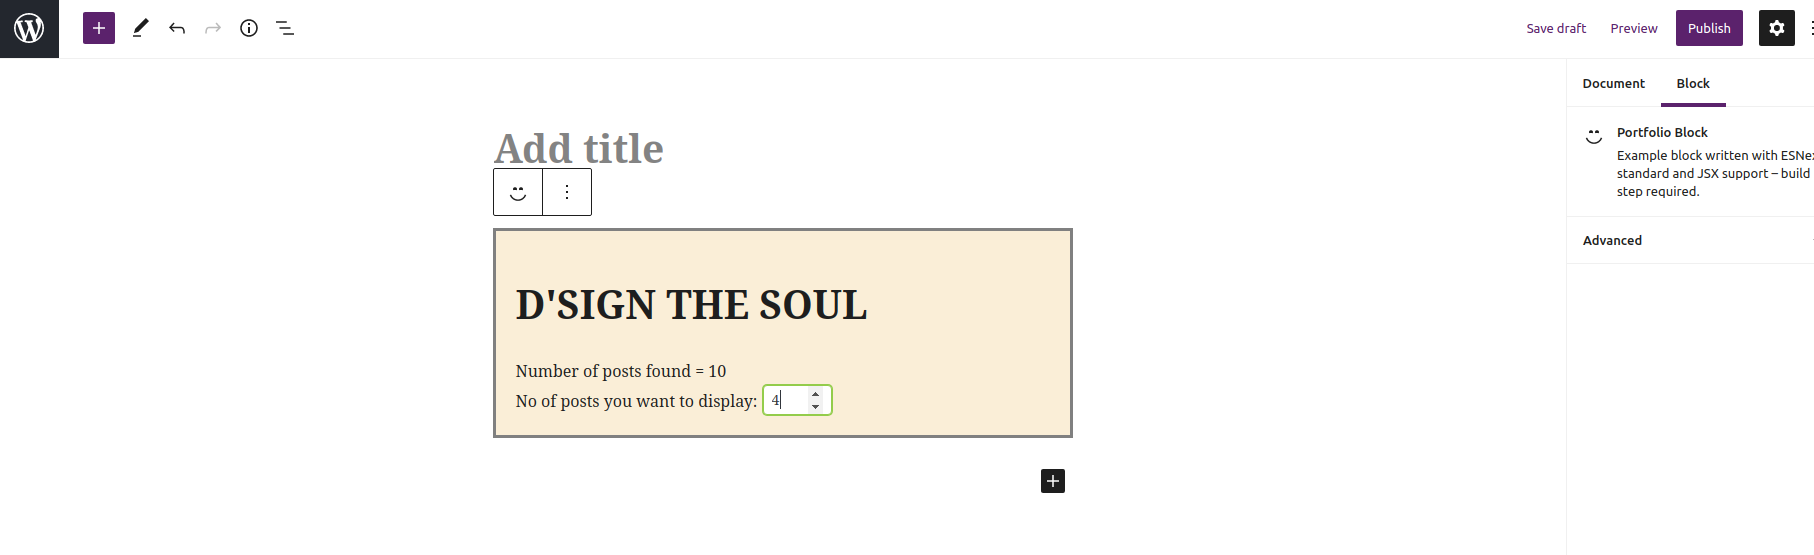 Save draft
Preview
Publish
Document
Block
Add title
Portfolio Block
Example block written with ESNe
standard and JSX support – build
step required.
Advanced
D'SIGN THE SOUL
Number of posts found = 10
No of posts you want to display: 4